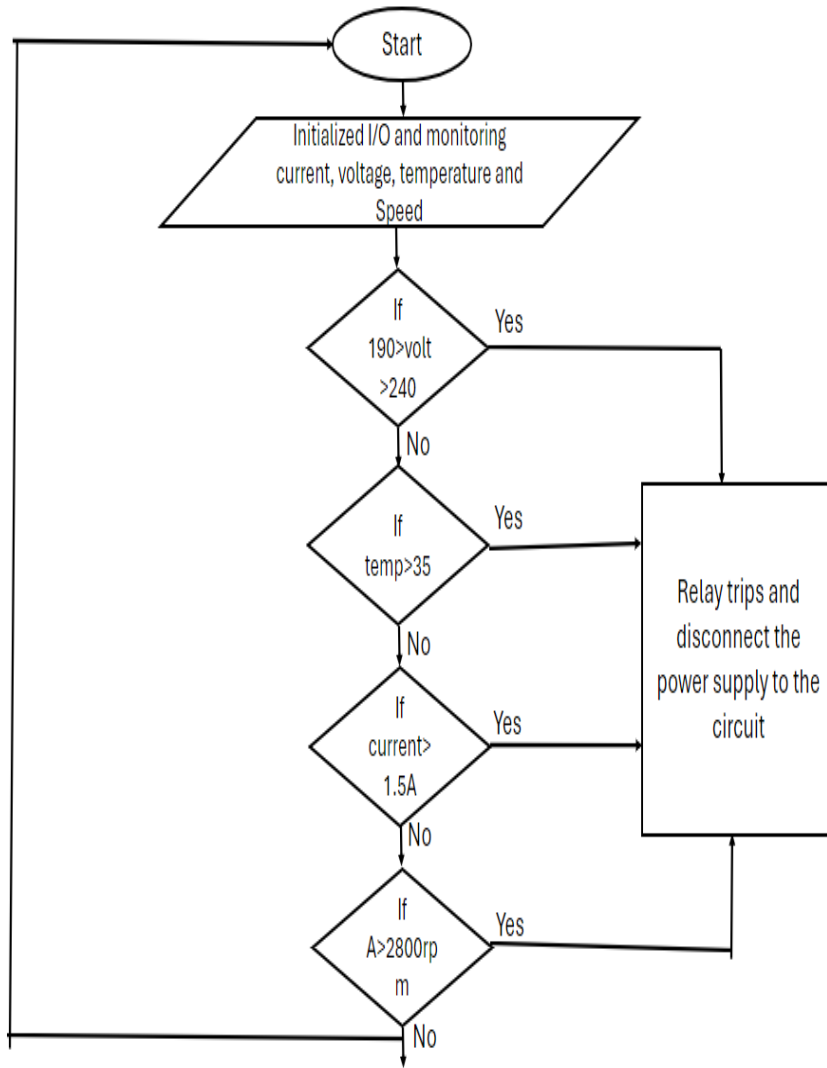 Start
Initialized I/O and monitoring
current, voltage, temperature and
Speed
If
190>volt
>240
Yes
No
If
temp>35
Yes
No
If
current>
1.5A
Yes
No
If
A>2800rp
m
Yes
No
Relay trips and
disconnect the
power supply to the
circuit